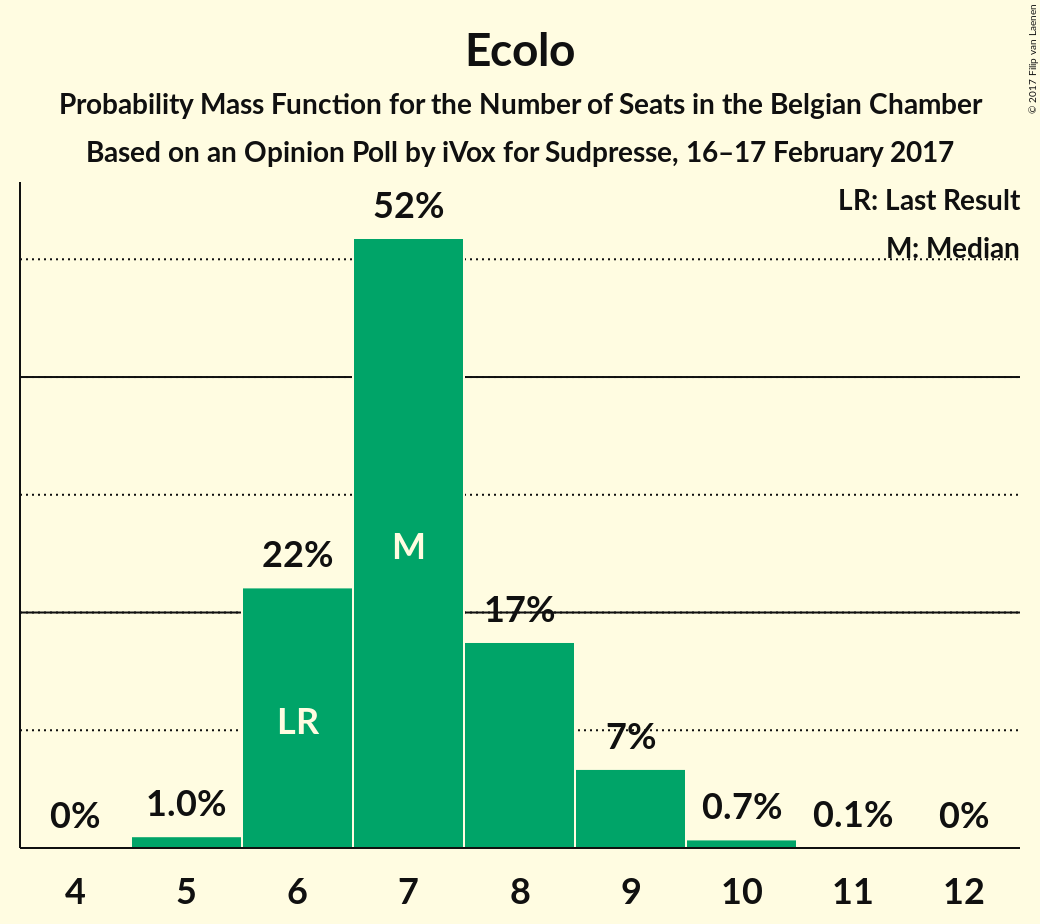 Ecolo
Probability Mass Function for the Number of Seats in the Belgian Chamber
Based on an Opinion Poll by iVox for Sudpresse, 16–17 February 2017
© 2017 Filip van Laenen
LR: Last Result
M: Median
52%
M
22%
LR
17%
7%
0%
1.0%
0.7%
0.1%
0%
4 5 6 7 8 9 10 11 12